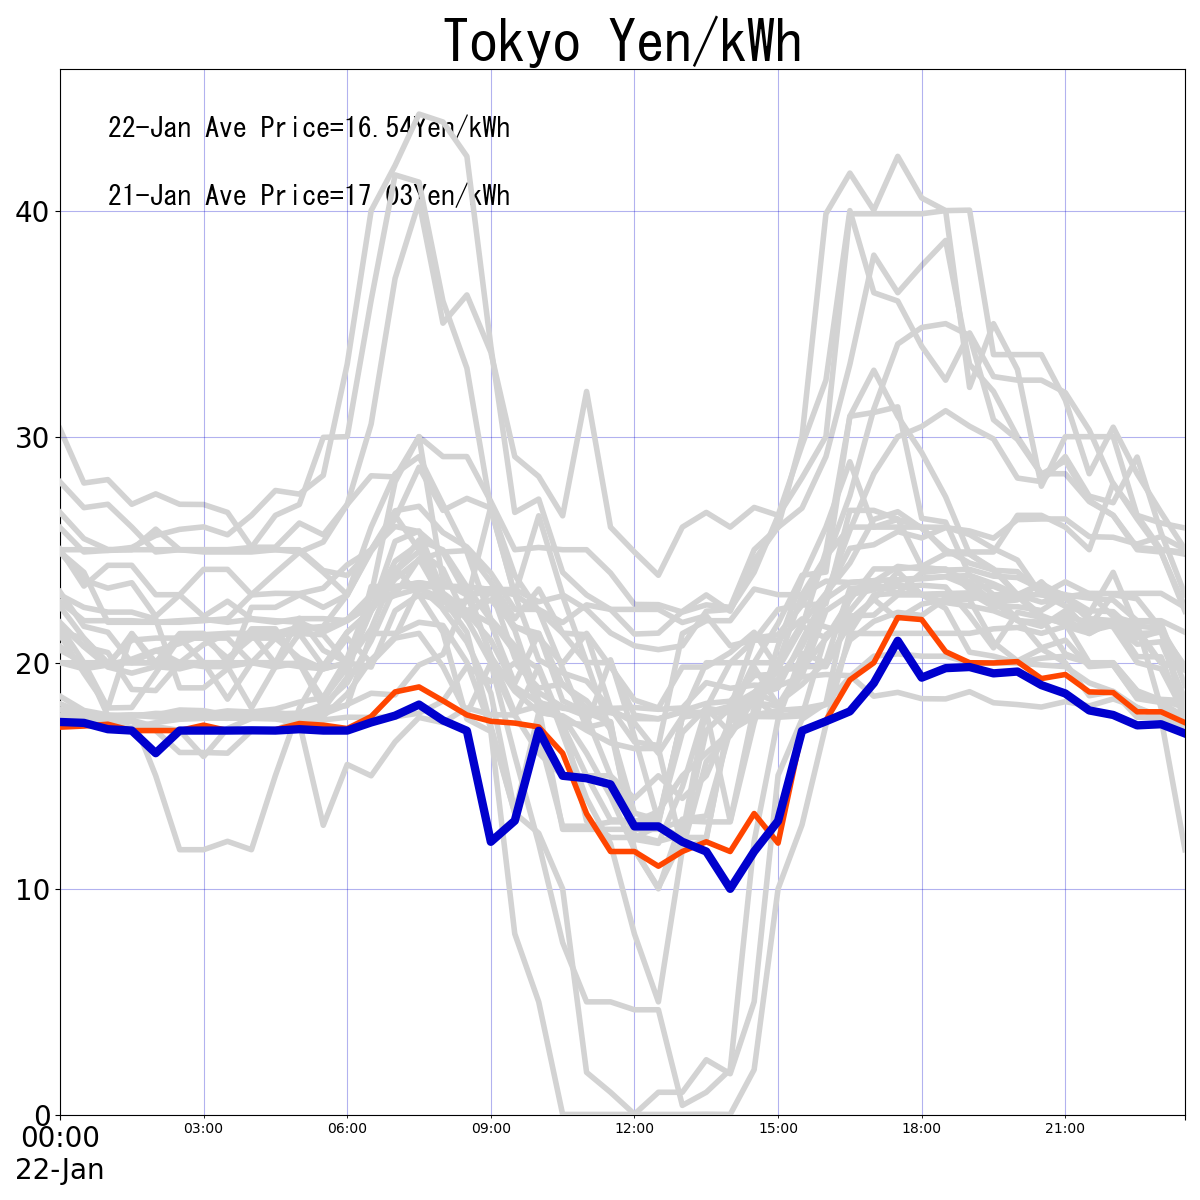 Tokyo Yen/kWh
22-Jan Ave Price=16.54Yen/kWh
21-Jan Ave Price=17.03Yen/kWh
40
30
20
10
0
00:00 03:00 06:00 09:00 12:00 15:00 18:00 21:00
22-Jan